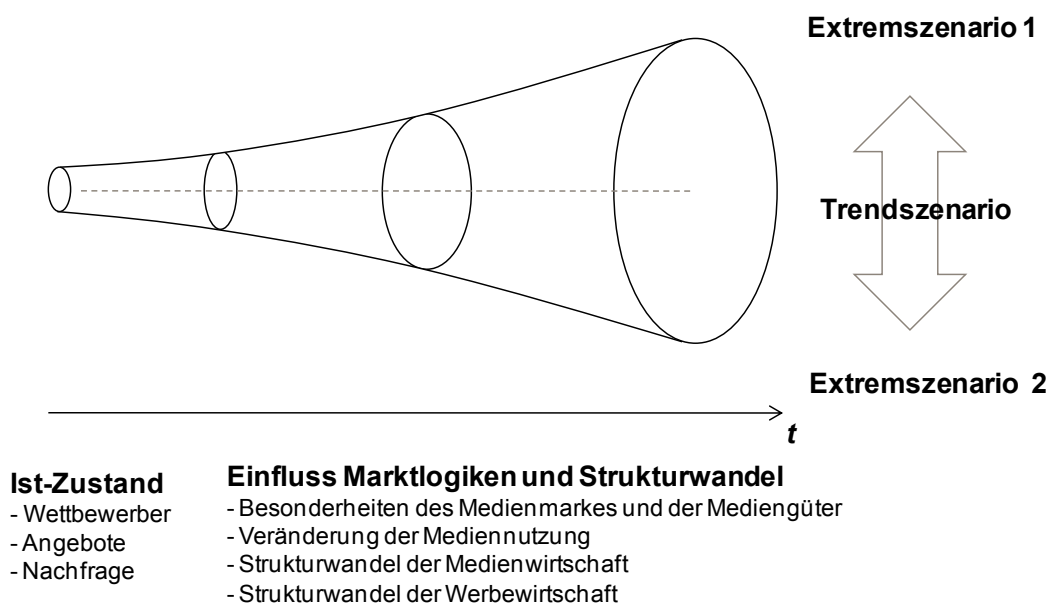 Extremszenario 1
Trendszenario
Extremszenario 2
t
Ist-Zustand
- Wettbewerber
- Angebote
- Nachfrage
Einfluss Marktlogiken und Strukturwandel
- Besonderheiten des Medienmarkes und der Mediengüter
- Veränderung der Mediennutzung
- Strukturwandel der Medienwirtschaft
- Strukturwandel der Werbewirtschaft